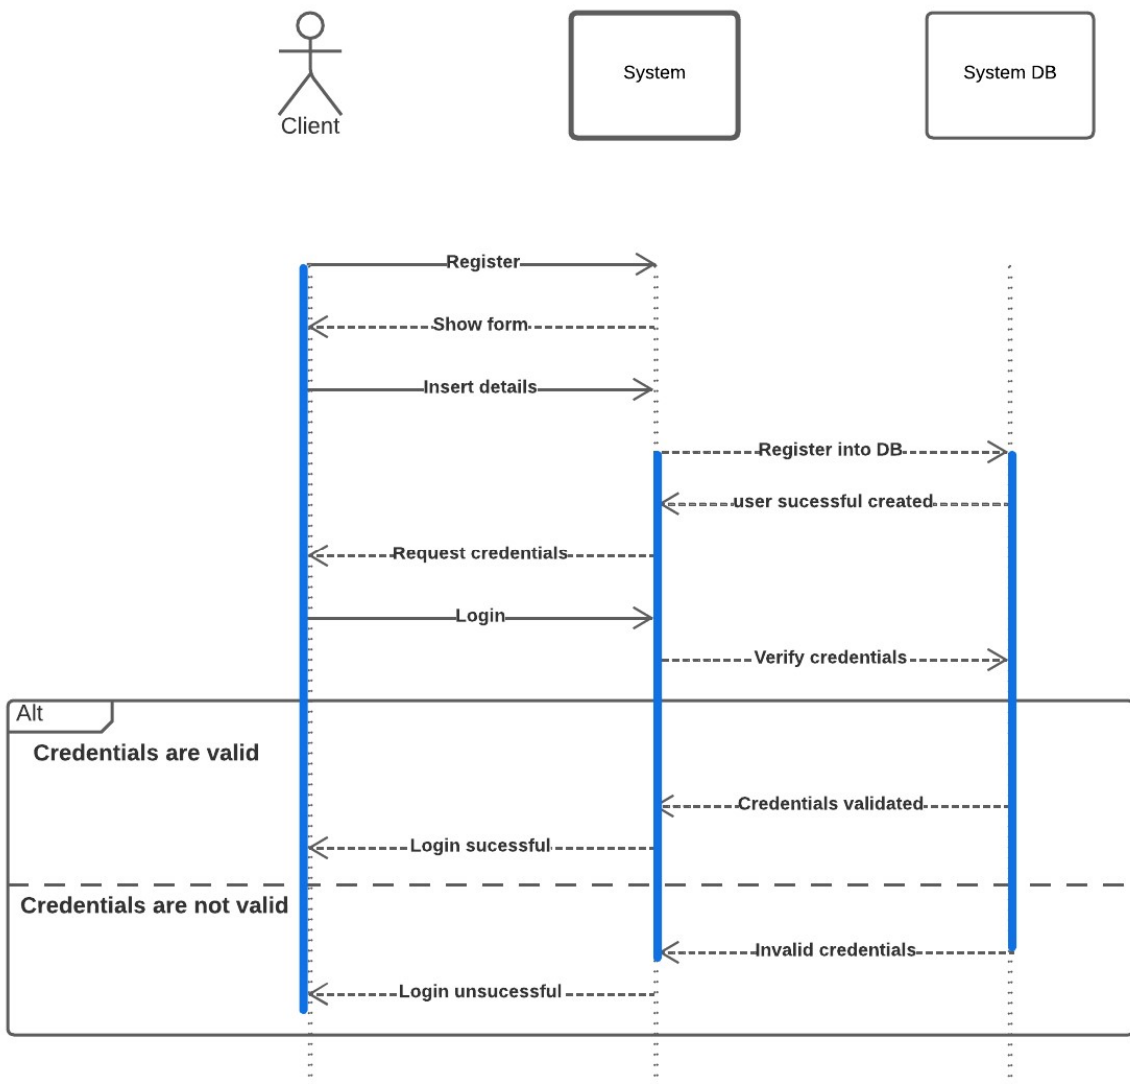 Client
System
System DB
Register
Show form
Insert details
Register into DB
user sucessful created
Request credentials
Login
Verify credentials
Alt
Credentials are valid
Credentials validated
Login sucessful
Credentials are not valid
Invalid credentials
Login unsucessful